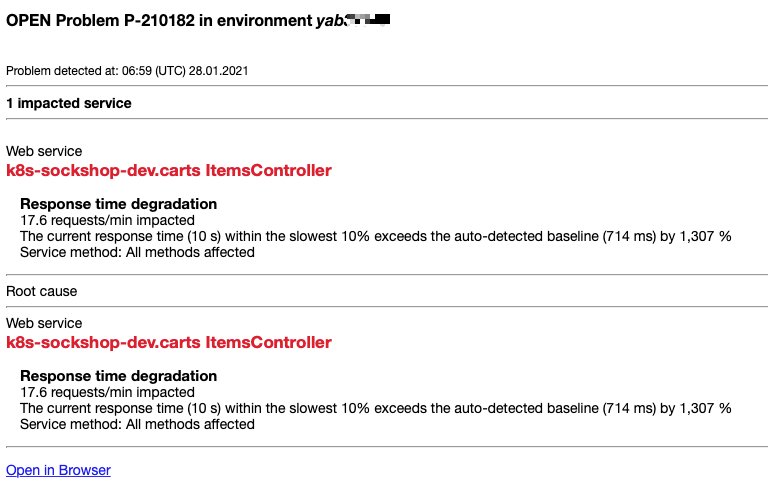 OPEN Problem P-210182 in environment
Problem detected at: 06:59 (UTC) 28.01.2021
1 impacted service
Web service
k8s-sockshop-dev.carts ItemsController
Response time degradation
17.6 requests/min impacted
The current response time (10 s) within the slowest 10% exceeds the auto-detected baseline (714 ms) by 1,307 %
Service method: All methods affected
Root cause
Web service
k8s-sockshop-dev.carts ItemsController
Response time degradation
17.6 requests/min impacted
The current response time (10 s) within the slowest 10% exceeds the auto-detected baseline (714 ms) by 1,307 %
Service method: All methods affected
Open in Browser